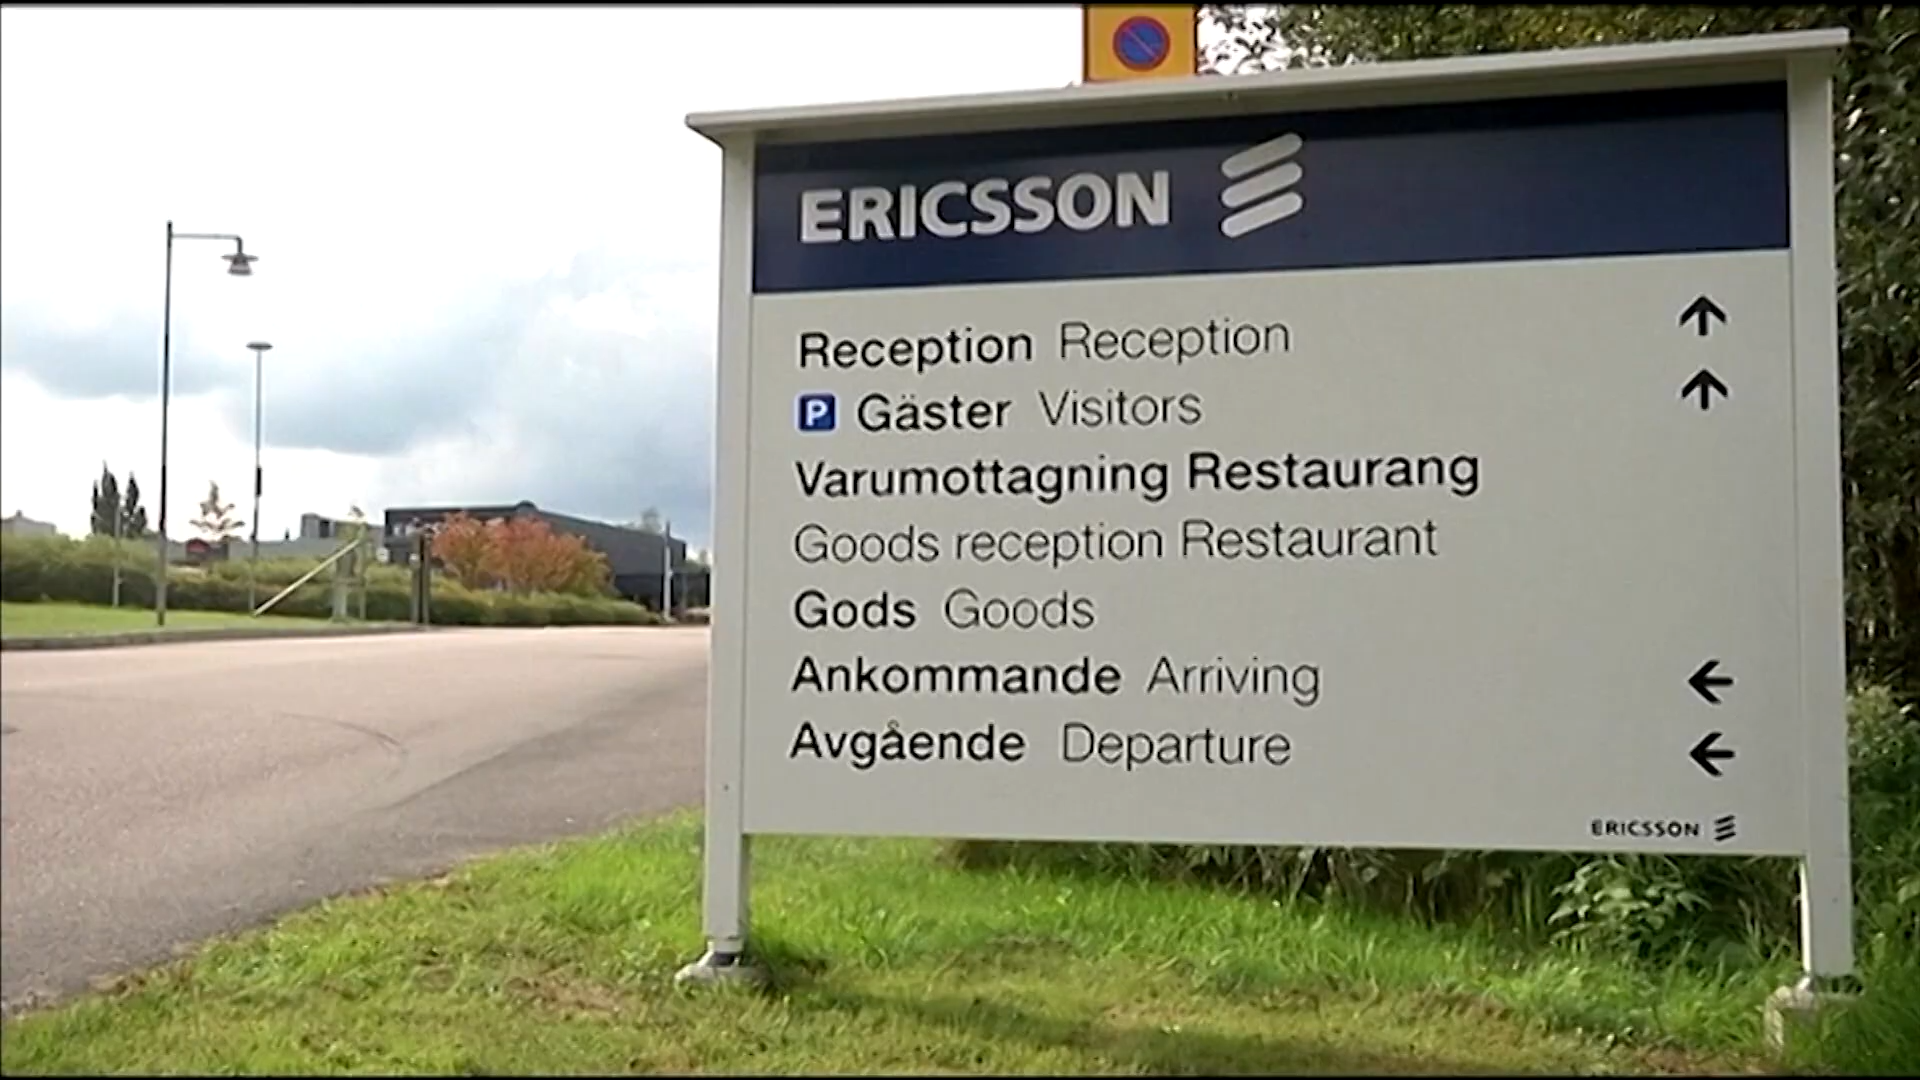 ERICSSON
Reception Reception
P Gäster Visitors
Varumottagning Restaurang
Goods reception Restaurant
Gods Goods
Ankommande Arriving
Avgående Departure
ERICSSON